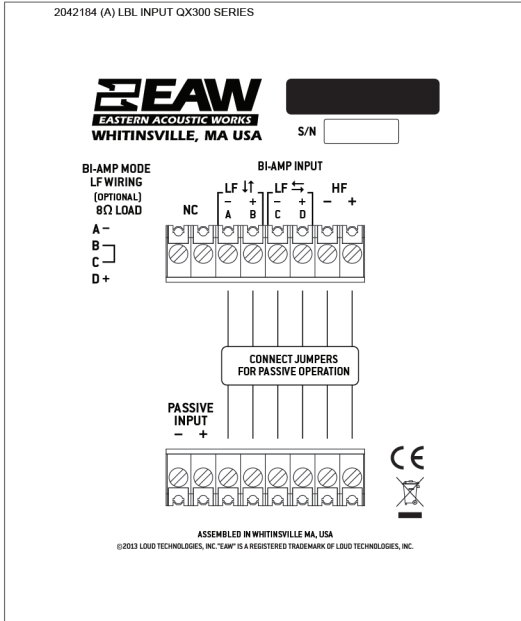 2042184 (A) LBL INPUT QX300 SERIES
EAW
EASTERN ACOUSTIC WORKS
WHITINSVILLE, MA USA
S/N
BI-AMP MODE
LF WIRING
(OPTIONAL)
8Ω LOAD
A –
B
C
D +
BI-AMP INPUT
NC
LF ↓↑
LF ⇆
HF
– + – + – +
A B C D
CONNECT JUMPERS
FOR PASSIVE OPERATION
PASSIVE
INPUT
– +
CE
ASSEMBLED IN WHITINSVILLE MA, USA
©2013 LOUD TECHNOLOGIES, INC."EAW" IS A REGISTERED TRADEMARK OF LOUD TECHNOLOGIES, INC.